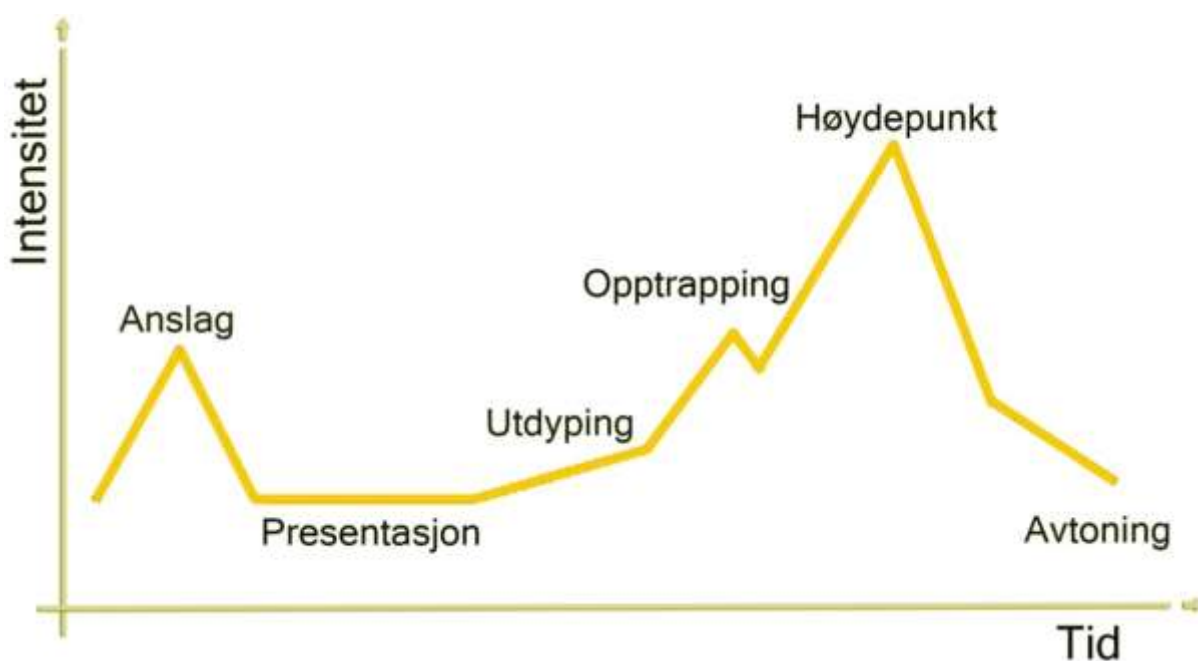 Intensitet
Høydepunkt
Opptrapping
Anslag
Utdyping
Presentasjon
Avtoning
Tid